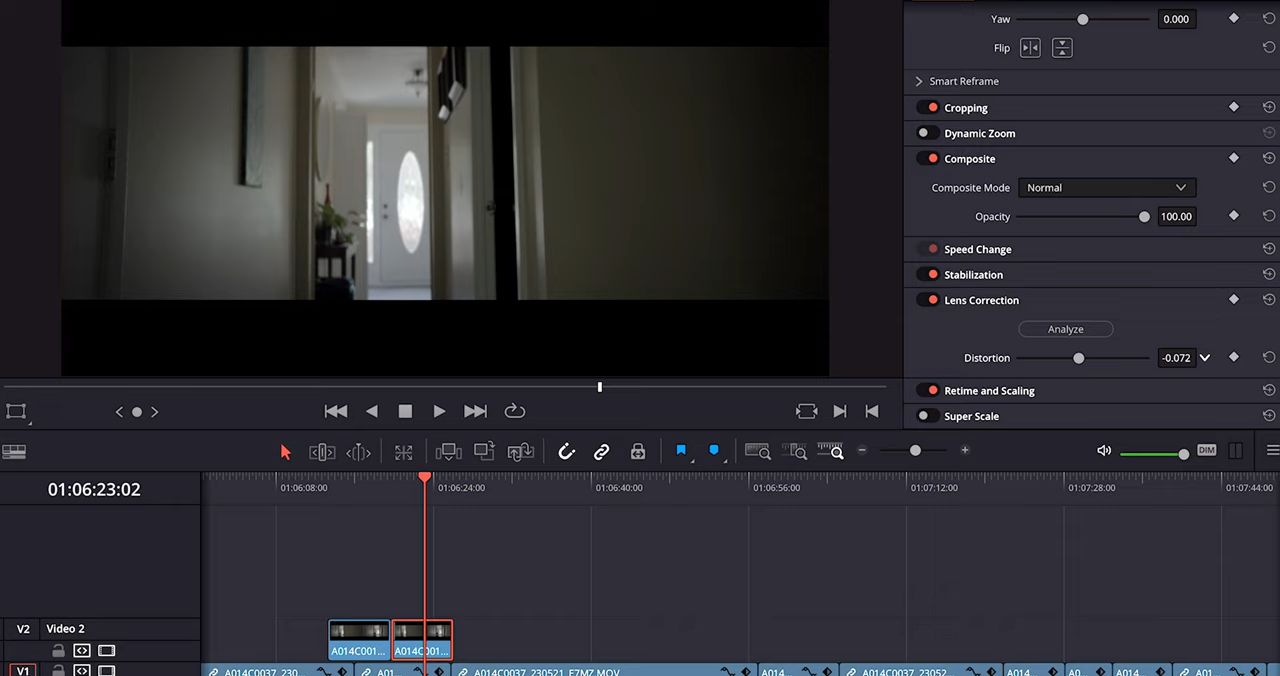 Yaw 0.000
Flip
Smart Reframe
Cropping
Dynamic Zoom
Composite
Composite Mode Normal
Opacity 100.00
Speed Change
Stabilization
Lens Correction
Analyze
Distortion -0.072
Retime and Scaling
Super Scale
DIM
01:06:23:02
01:06:08:00 01:06:24:00 01:06:40:00 01:06:56:00 01:07:12:00 01:07:28:00 01:07:44:00
V2 Video 2
A014C001... A014C001...
V1 A014C0037_230... A01... A014C0037_230521_F7MZ.MOV A014... A014C0037_23052... A014... A0... A014... A01...